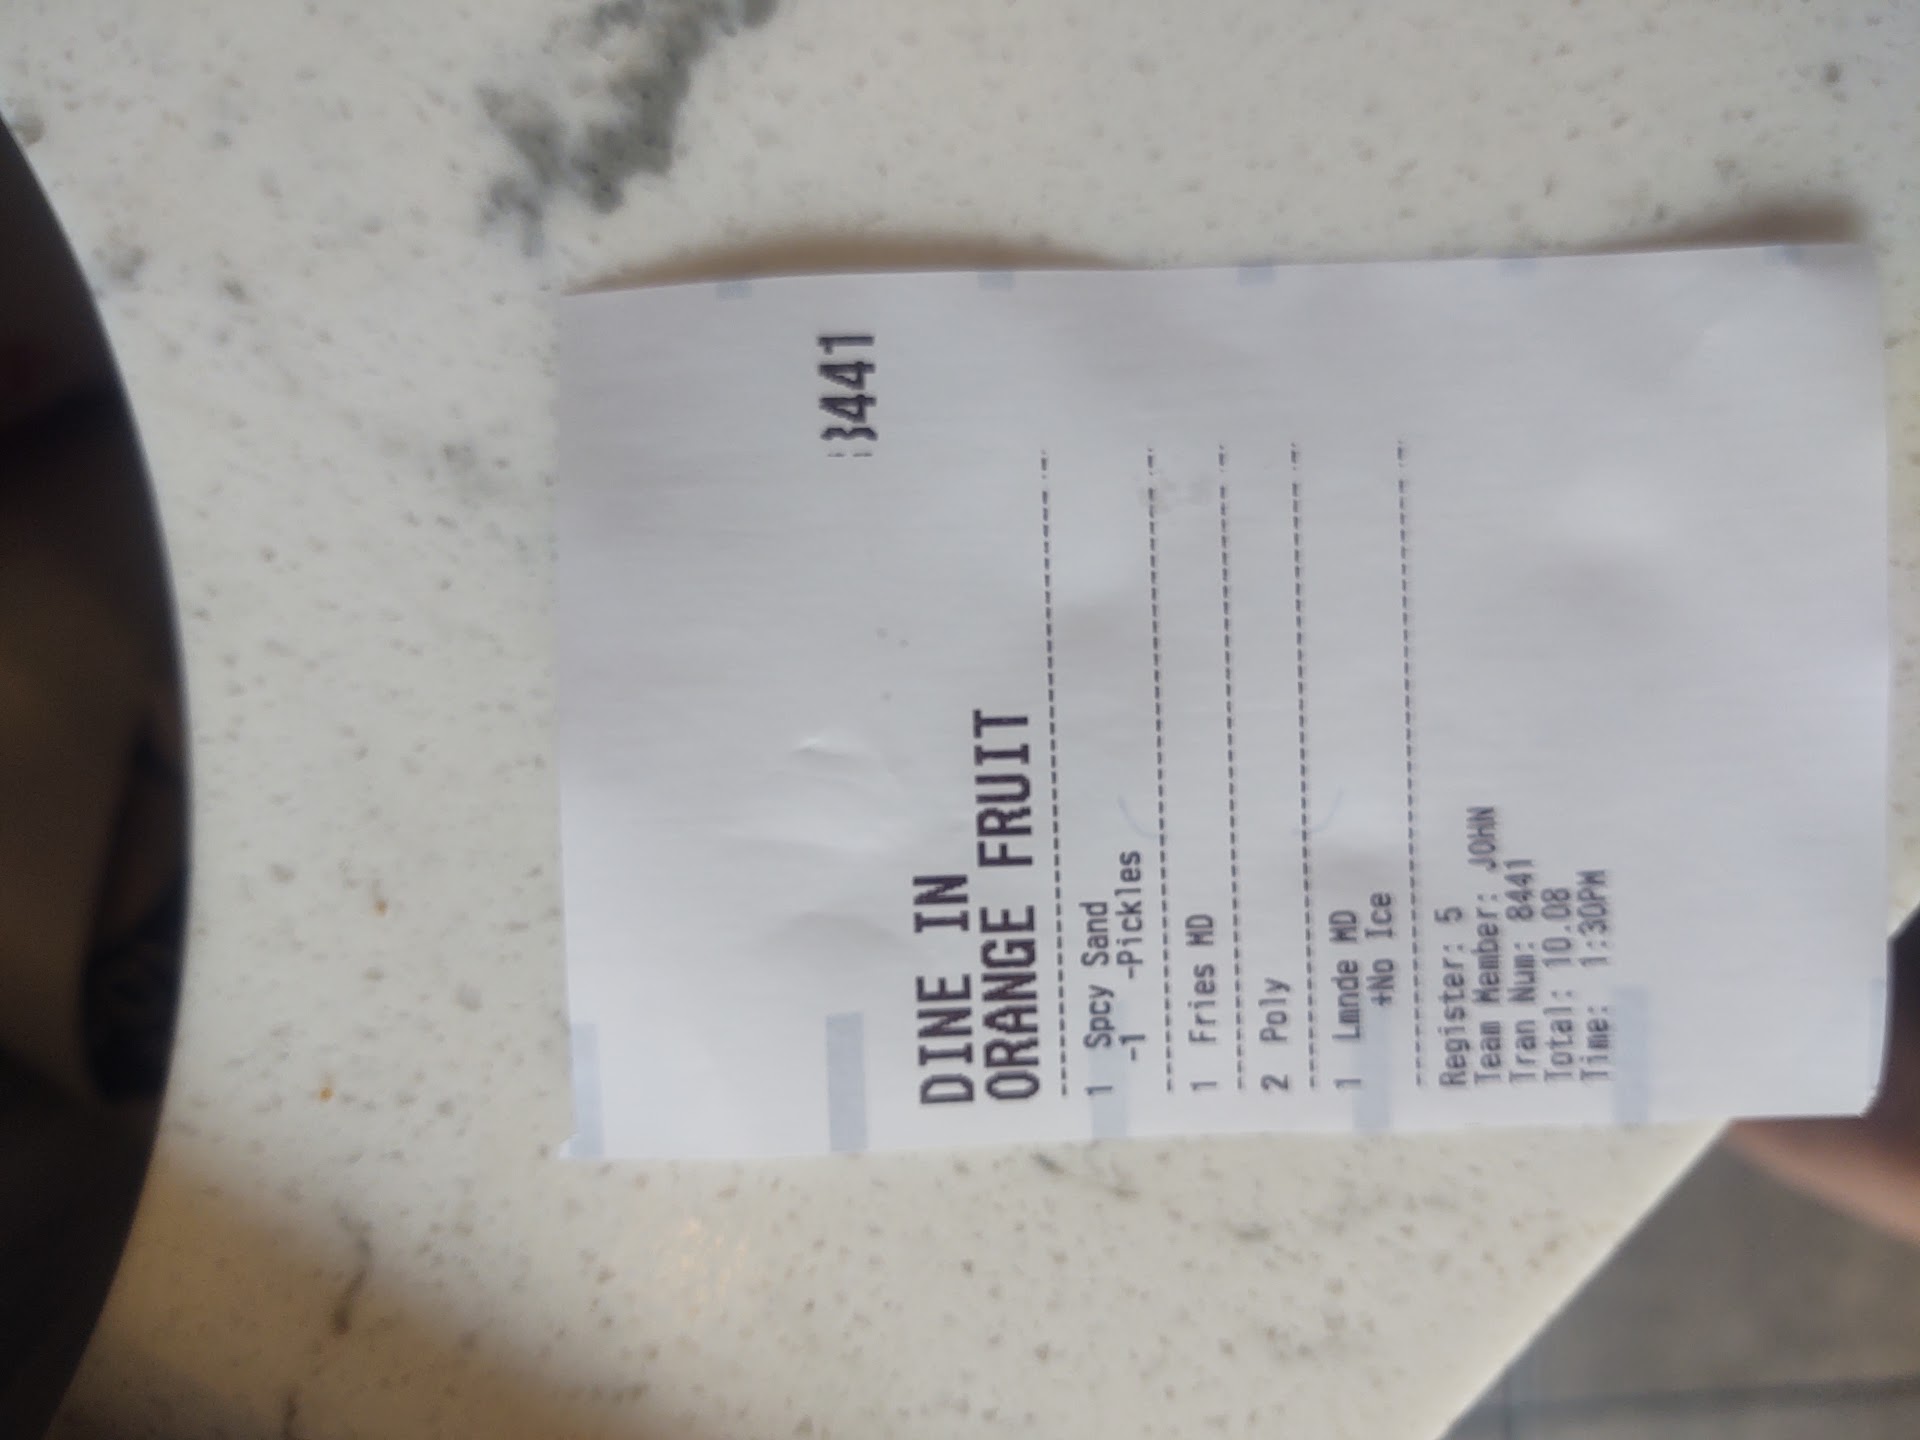 8441
DINE IN
ORANGE FRUIT
1 Spcy Sand
-1 -Pickles
1 Fries MD
2 Poly
1 Lmnde MD
+No Ice
Register: 5
Team Member: JOHN
Tran Num: 8441
Total: 10.08
Time: 1:30PM